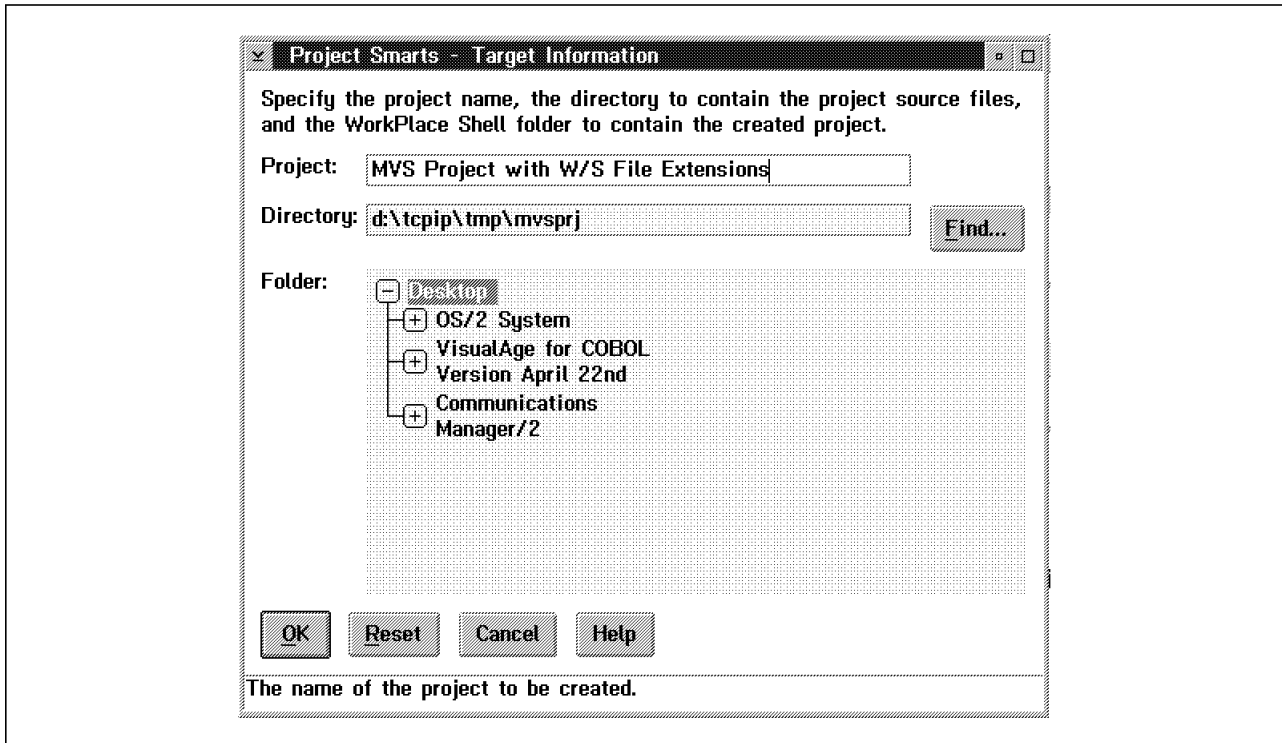 Project Smarts - Target Information
Specify the project name, the directory to contain the project source files,
and the WorkPlace Shell folder to contain the created project.
Project: MVS Project with W/S File Extensions
Directory: d:\tcpip\tmp\mvsprj
Find...
Folder:
Desktop
OS/2 System
VisualAge for COBOL
Version April 22nd
Communications
Manager/2
OK Reset Cancel Help
The name of the project to be created.